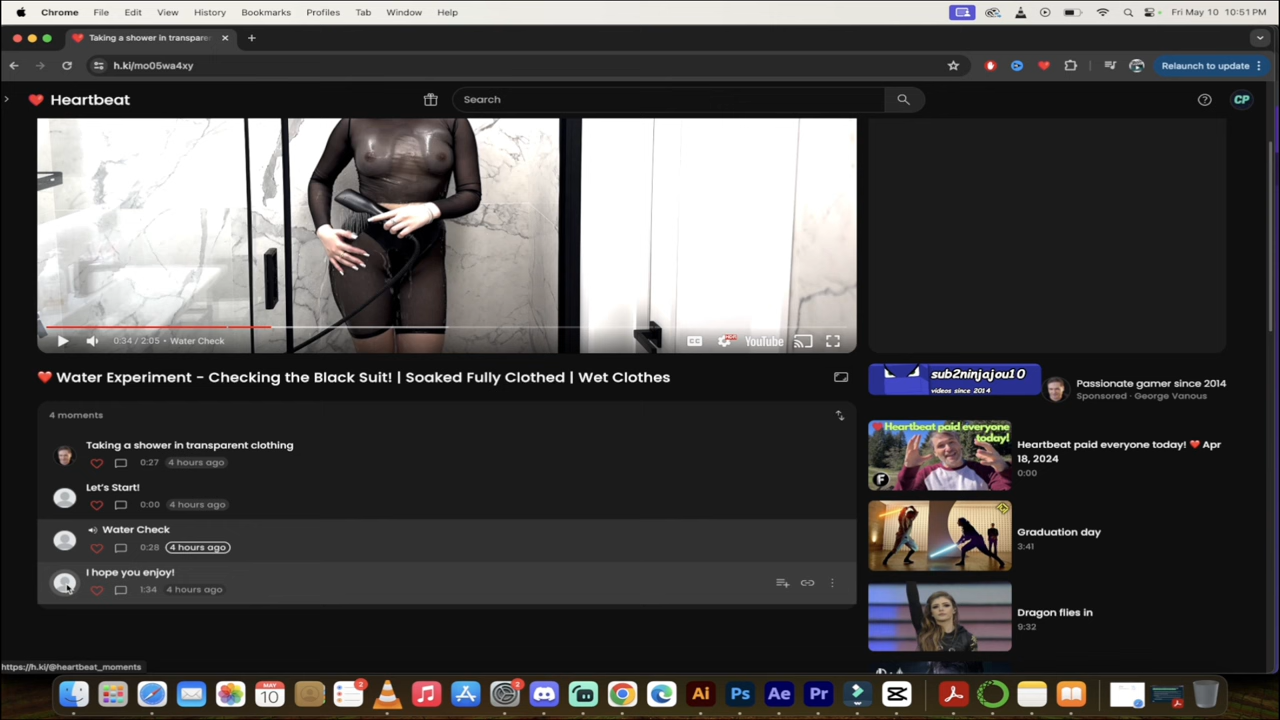 Chrome File Edit View History Bookmarks Profiles Tab Window Help Fri May 10 10:51 PM
Taking a shower in transparer
h.ki/mo05wa4xy Relaunch to update
Heartbeat Search CP
0:34 / 2:05 • Water Check CC YouTube
Water Experiment - Checking the Black Suit! | Soaked Fully Clothed | Wet Clothes
4 moments
Taking a shower in transparent clothing
0:27 4 hours ago
Let's Start!
0:00 4 hours ago
Water Check
0:28 4 hours ago
I hope you enjoy!
1:34 4 hours ago
sub2ninjajou10
videos since 2014
Passionate gamer since 2014
Sponsored · George Vanous
Heartbeat paid everyone today!
F
Heartbeat paid everyone today! ❤️ Apr
18, 2024
0:00
Graduation day
3:41
Dragon flies in
9:32
https://h.ki/@heartbeat_moments
MAY
10 2 2 Ai Ps Ae Pr